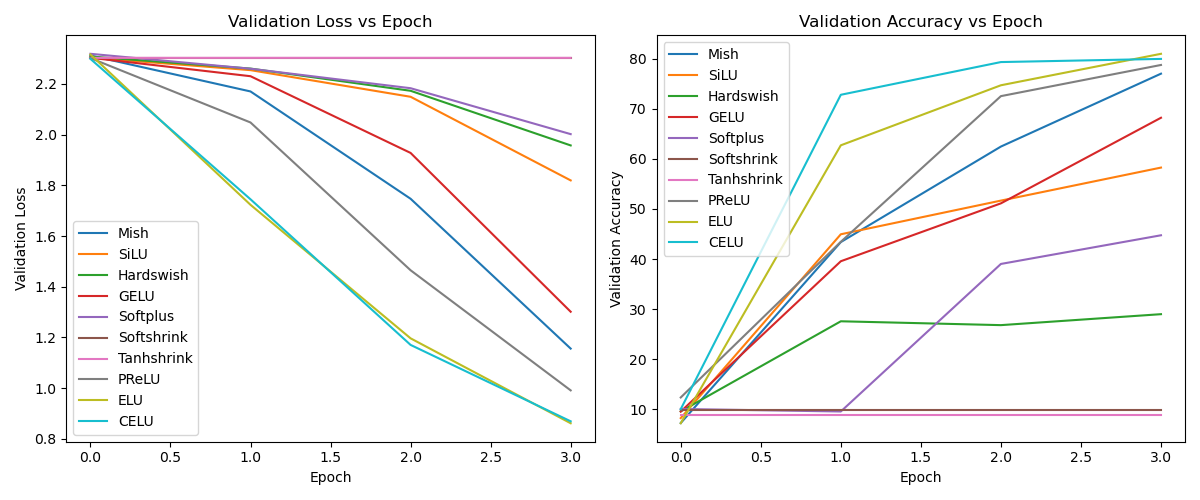 Validation Loss vs Epoch
Validation Loss
2.2
2.0
1.8
1.6
1.4
1.2
1.0
0.8
Mish
SiLU
Hardswish
GELU
Softplus
Softshrink
Tanhshrink
PReLU
ELU
CELU
0.0 0.5 1.0 1.5 2.0 2.5 3.0
Epoch
Validation Accuracy vs Epoch
Validation Accuracy
80
70
60
50
40
30
20
10
Mish
SiLU
Hardswish
GELU
Softplus
Softshrink
Tanhshrink
PReLU
ELU
CELU
0.0 0.5 1.0 1.5 2.0 2.5 3.0
Epoch